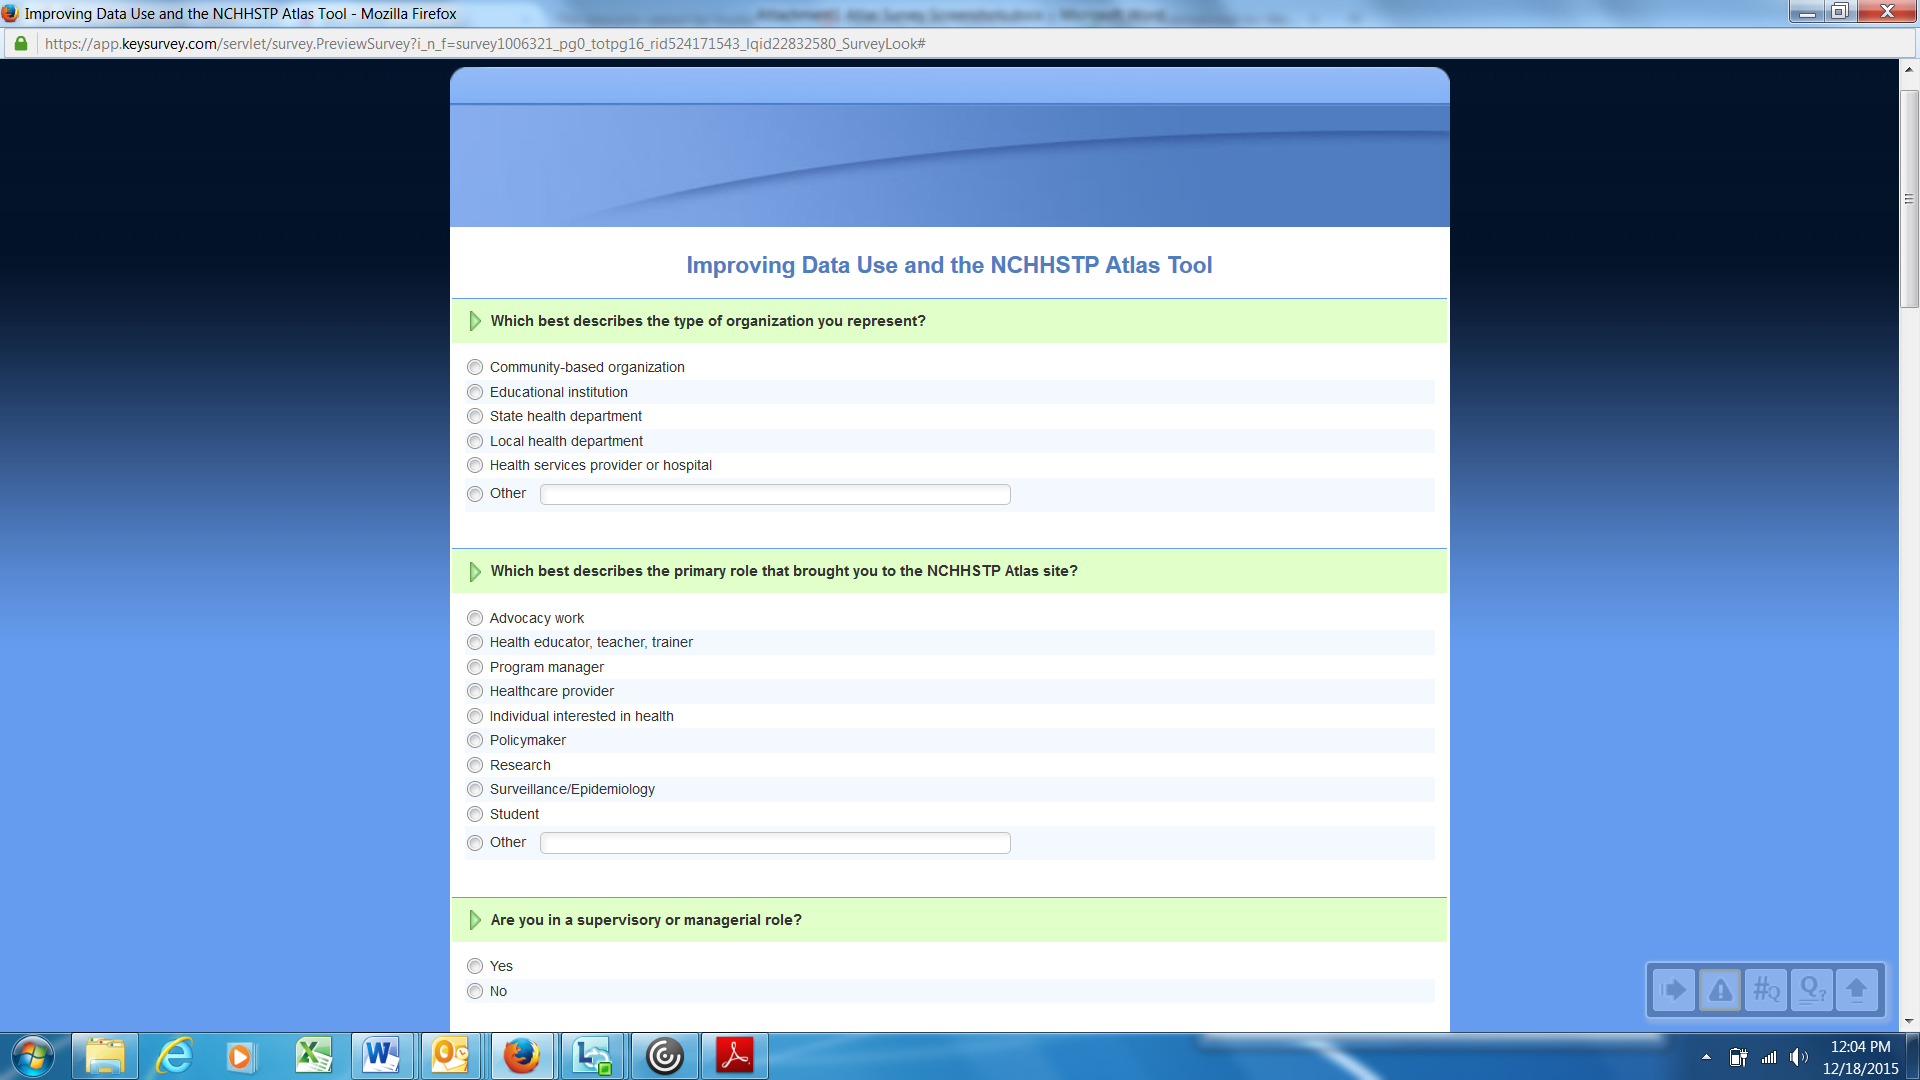 Improving Data Use and the NCHHSTP Atlas Tool - Mozilla Firefox
https://app.keysurvey.com/servlet/survey.PreviewSurvey?i_n_f=survey1006321_pg0_totpg16_rid524171543_lqid22832580_SurveyLook#
Improving Data Use and the NCHHSTP Atlas Tool
Which best describes the type of organization you represent?
Community-based organization
Educational institution
State health department
Local health department
Health services provider or hospital
Other
Which best describes the primary role that brought you to the NCHHSTP Atlas site?
Advocacy work
Health educator, teacher, trainer
Program manager
Healthcare provider
Individual interested in health
Policymaker
Research
Surveillance/Epidemiology
Student
Other
Are you in a supervisory or managerial role?
Yes
No
#Q Q?
12:04 PM
12/18/2015